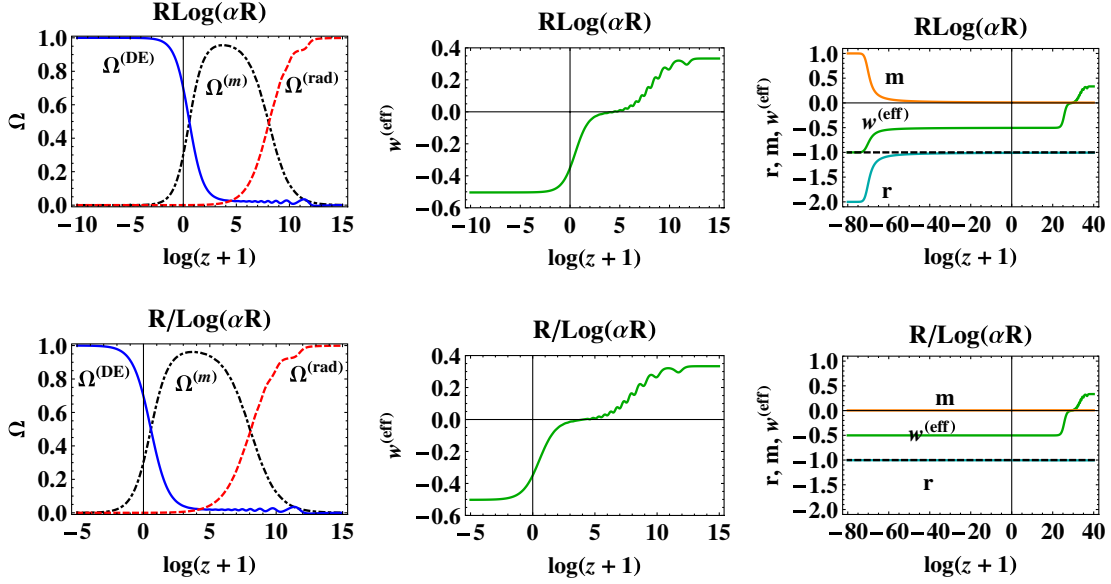 RLog(αR)
Ω
1.0
0.8
0.6
0.4
0.2
0.0
Ω(DE)
Ω(m)
Ω(rad)
−10
−5
0
5
10
15
log(z + 1)
RLog(αR)
w(eff)
0.4
0.2
0.0
−0.2
−0.4
−0.6
−10
−5
0
5
10
15
log(z + 1)
RLog(αR)
r, m, w(eff)
1.0
0.5
0.0
−0.5
−1.0
−1.5
−2.0
m
w(eff)
r
−80
−60
−40
−20
0
20
40
log(z + 1)
R/Log(αR)
Ω
1.0
0.8
0.6
0.4
0.2
0.0
Ω(DE)
Ω(m)
Ω(rad)
−5
0
5
10
15
log(z + 1)
R/Log(αR)
w(eff)
0.4
0.2
0.0
−0.2
−0.4
−0.6
−5
0
5
10
15
log(z + 1)
R/Log(αR)
r, m, w(eff)
1.0
0.5
0.0
−0.5
−1.0
−1.5
−2.0
m
w(eff)
r
−80
−60
−40
−20
0
20
40
log(z + 1)